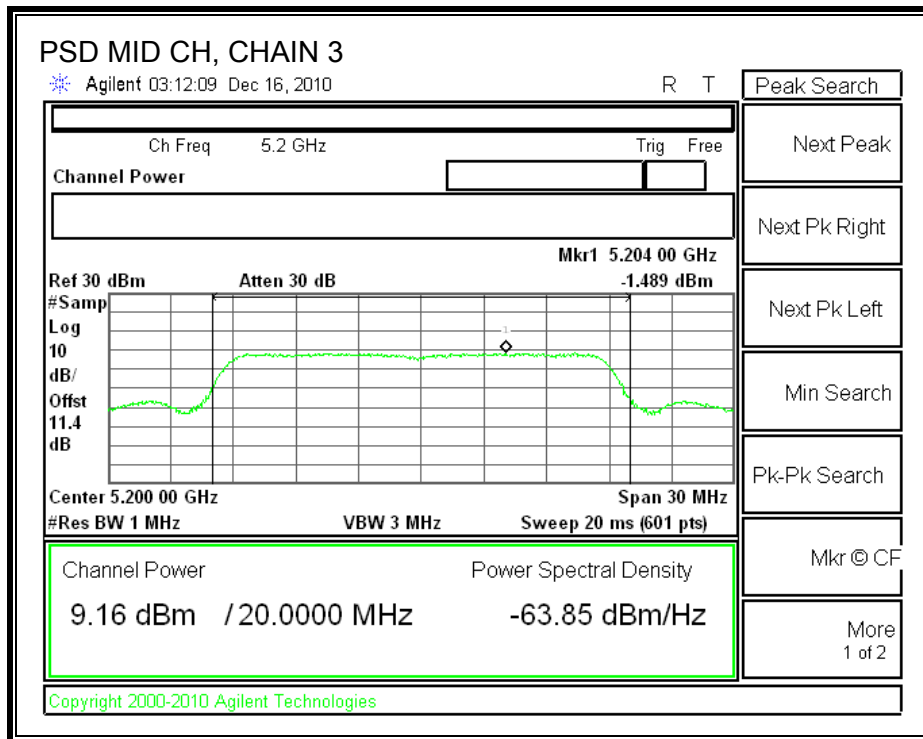 PSD MID CH, CHAIN 3
Agilent 03:12:09 Dec 16, 2010 R T
Peak Search
Ch Freq 5.2 GHz Trig Free
Next Peak
Channel Power
Next Pk Right
Mkr1 5.204 00 GHz
Ref 30 dBm Atten 30 dB -1.489 dBm
#Samp
Log
10
dB/
Offst
11.4
dB
1
Next Pk Left
Min Search
Pk-Pk Search
Center 5.200 00 GHz Span 30 MHz
#Res BW 1 MHz VBW 3 MHz Sweep 20 ms (601 pts)
Mkr © CF
Channel Power Power Spectral Density
9.16 dBm /20.0000 MHz -63.85 dBm/Hz
More
1 of 2
Copyright 2000-2010 Agilent Technologies